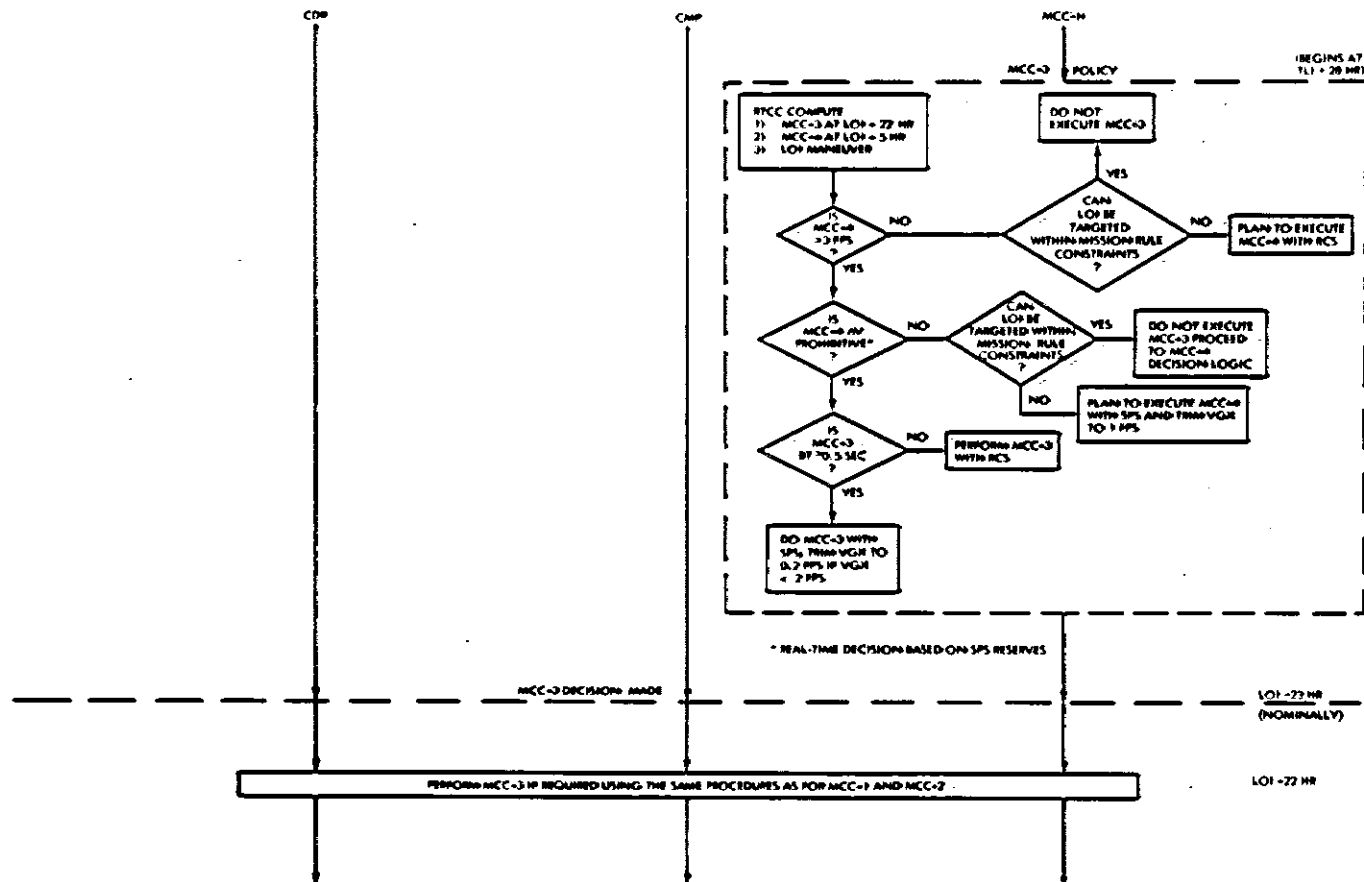 CDR
CMP
MCC-H
MCC-3 POLICY
(BEGINS AT
TLI + 28 HR)
RTCC COMPUTE
1) MCC-3 AT LOI - 22 HR
2) MCC-4 AT LOI - 5 HR
3) LOI MANEUVER
DO NOT
EXECUTE MCC-3
YES
IS
MCC-4
>3 FPS
?
NO
CAN
LOI BE
TARGETED
WITHIN MISSION RULE
CONSTRAINTS
?
NO
PLAN TO EXECUTE
MCC-4 WITH RCS
YES
IS
MCC-4 ΔV
PROHIBITIVE*
?
NO
CAN
LOI BE
TARGETED WITHIN
MISSION RULE
CONSTRAINTS
?
YES
DO NOT EXECUTE
MCC-3 PROCEED
TO MCC-4
DECISION LOGIC
YES
NO
PLAN TO EXECUTE MCC-4
WITH SPS AND TRIM VGX
TO 1 FPS
IS
MCC-3
BT >0.5 SEC
?
NO
PERFORM MCC-3
WITH RCS
YES
DO MCC-3 WITH
SPS, TRIM VGX TO
0.2 FPS IF VGX
< 2 FPS
* REAL-TIME DECISION BASED ON SPS RESERVES
MCC-3 DECISION MADE
LOI -23 HR
(NOMINALLY)
PERFORM MCC-3 IF REQUIRED USING THE SAME PROCEDURES AS FOR MCC-1 AND MCC-2
LOI -22 HR